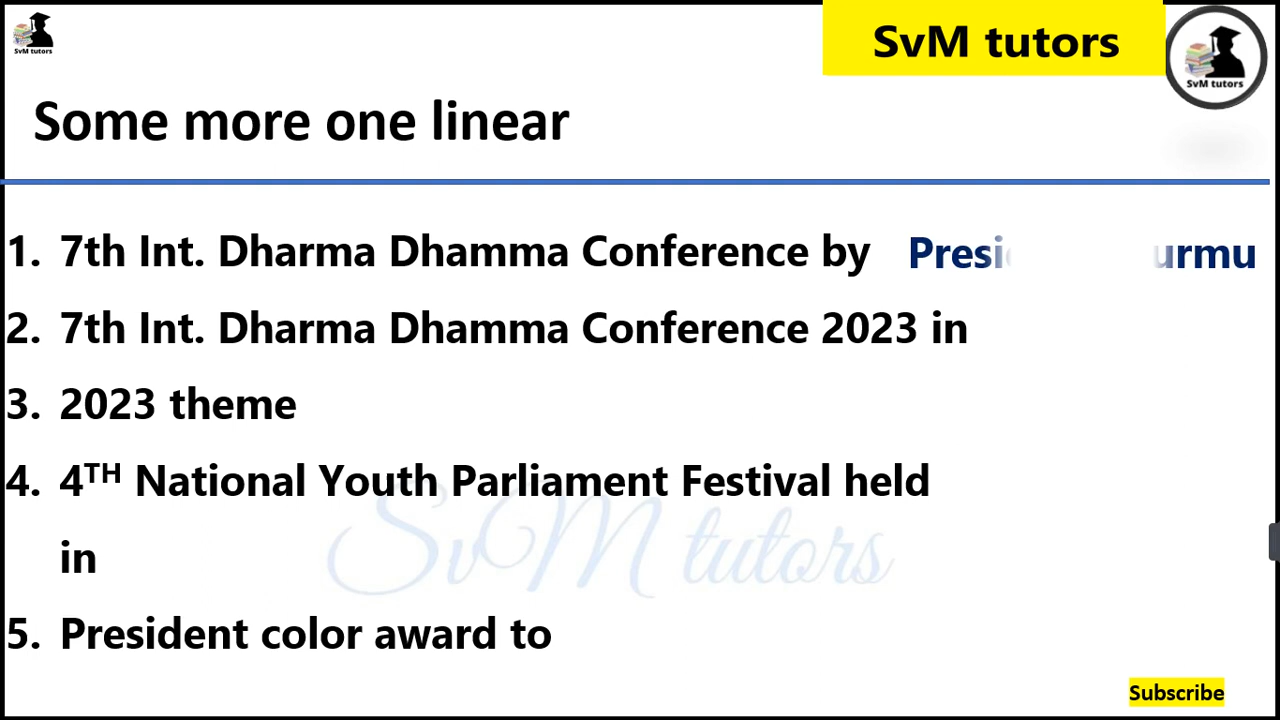 SvM tutors
SvM tutors
SvM tutors
Some more one linear
1. 7th Int. Dharma Dhamma Conference by
2. 7th Int. Dharma Dhamma Conference 2023 in
3. 2023 theme
4. 4TH National Youth Parliament Festival held
in
5. President color award to
SvM tutors
Subscribe